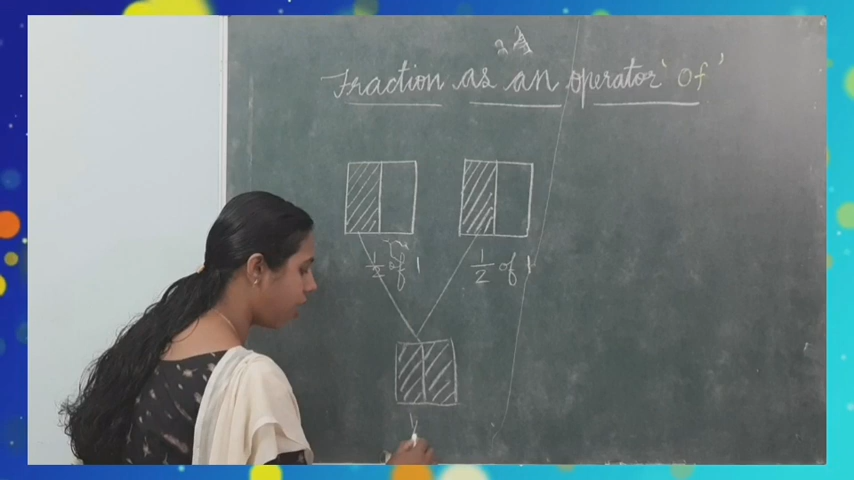 Fraction as an operator 'Of'
1/2 of 1
1/2 of 1